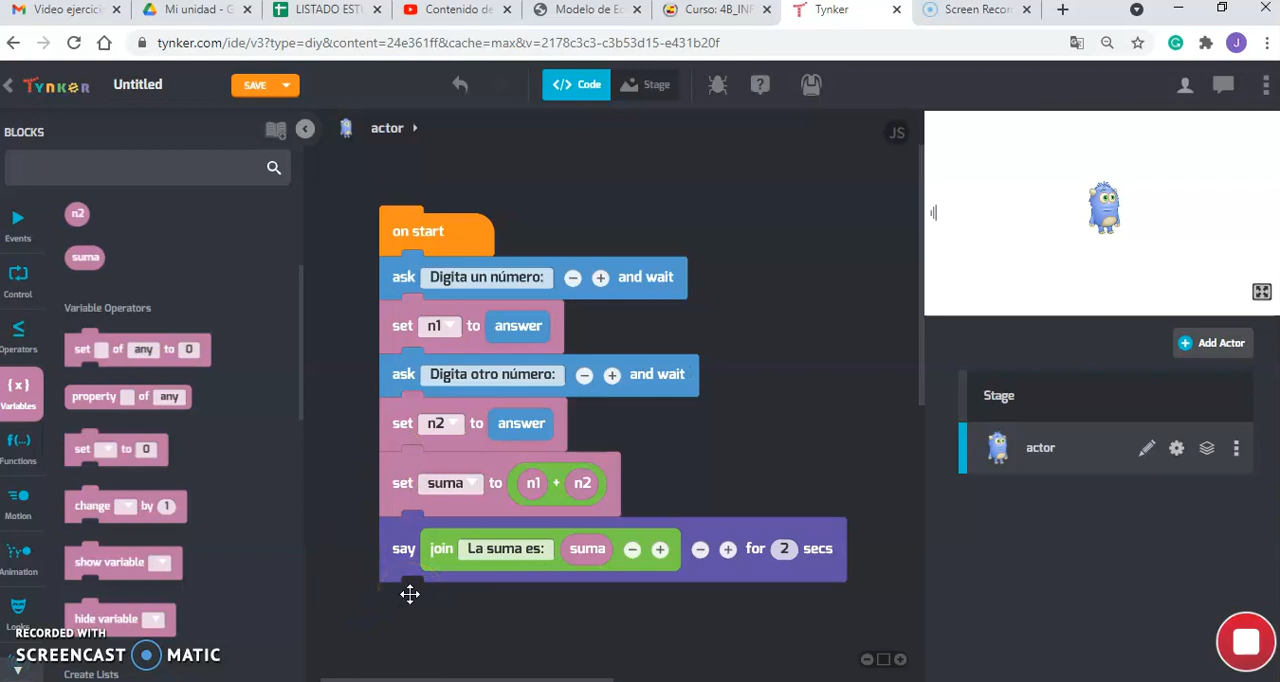 Video ejercic
Mi unidad - G
LISTADO ESTU
Contenido de
Modelo de Ec
Curso: 4B_INF
Tynker
Screen Recor
tynker.com/ide/v3?type=diy&content=24e361ff&cache=max&v=2178c3c3-c3b53d15-e431b20f
J
TYNKER
Untitled
SAVE
</> Code
Stage
BLOCKS
actor
JS
n2
suma
Events
Control
Operators
{ x }
Variables
f(...)
Functions
Motion
Animation
Looks
Variable Operators
set of any to 0
property of any
set to 0
change by 1
show variable
hide variable
Create Lists
on start
ask Digita un número: - + and wait
set n1 to answer
ask Digita otro número: - + and wait
set n2 to answer
set suma to n1 + n2
say join La suma es: suma - + - + for 2 secs
Add Actor
Stage
actor
RECORDED WITH
SCREENCAST MATIC